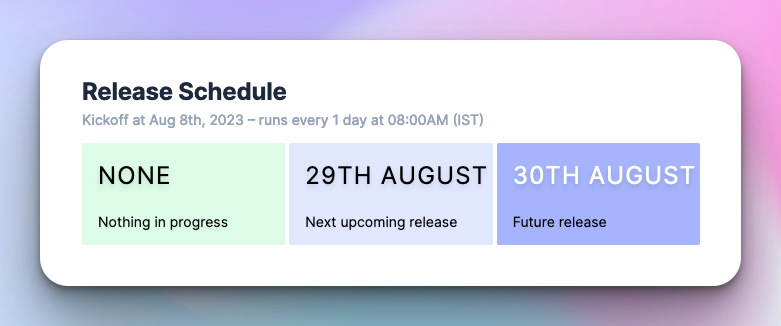 Release Schedule
Kickoff at Aug 8th, 2023 – runs every 1 day at 08:00AM (IST)
NONE
Nothing in progress
29TH AUGUST
Next upcoming release
30TH AUGUST
Future release